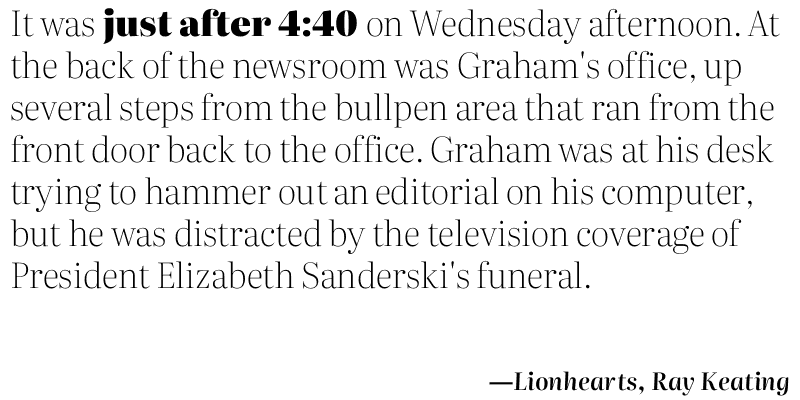 It was just after 4:40 on Wednesday afternoon. At
the back of the newsroom was Graham's office, up
several steps from the bullpen area that ran from the
front door back to the office. Graham was at his desk
trying to hammer out an editorial on his computer,
but he was distracted by the television coverage of
President Elizabeth Sanderski's funeral.
—Lionhearts, Ray Keating